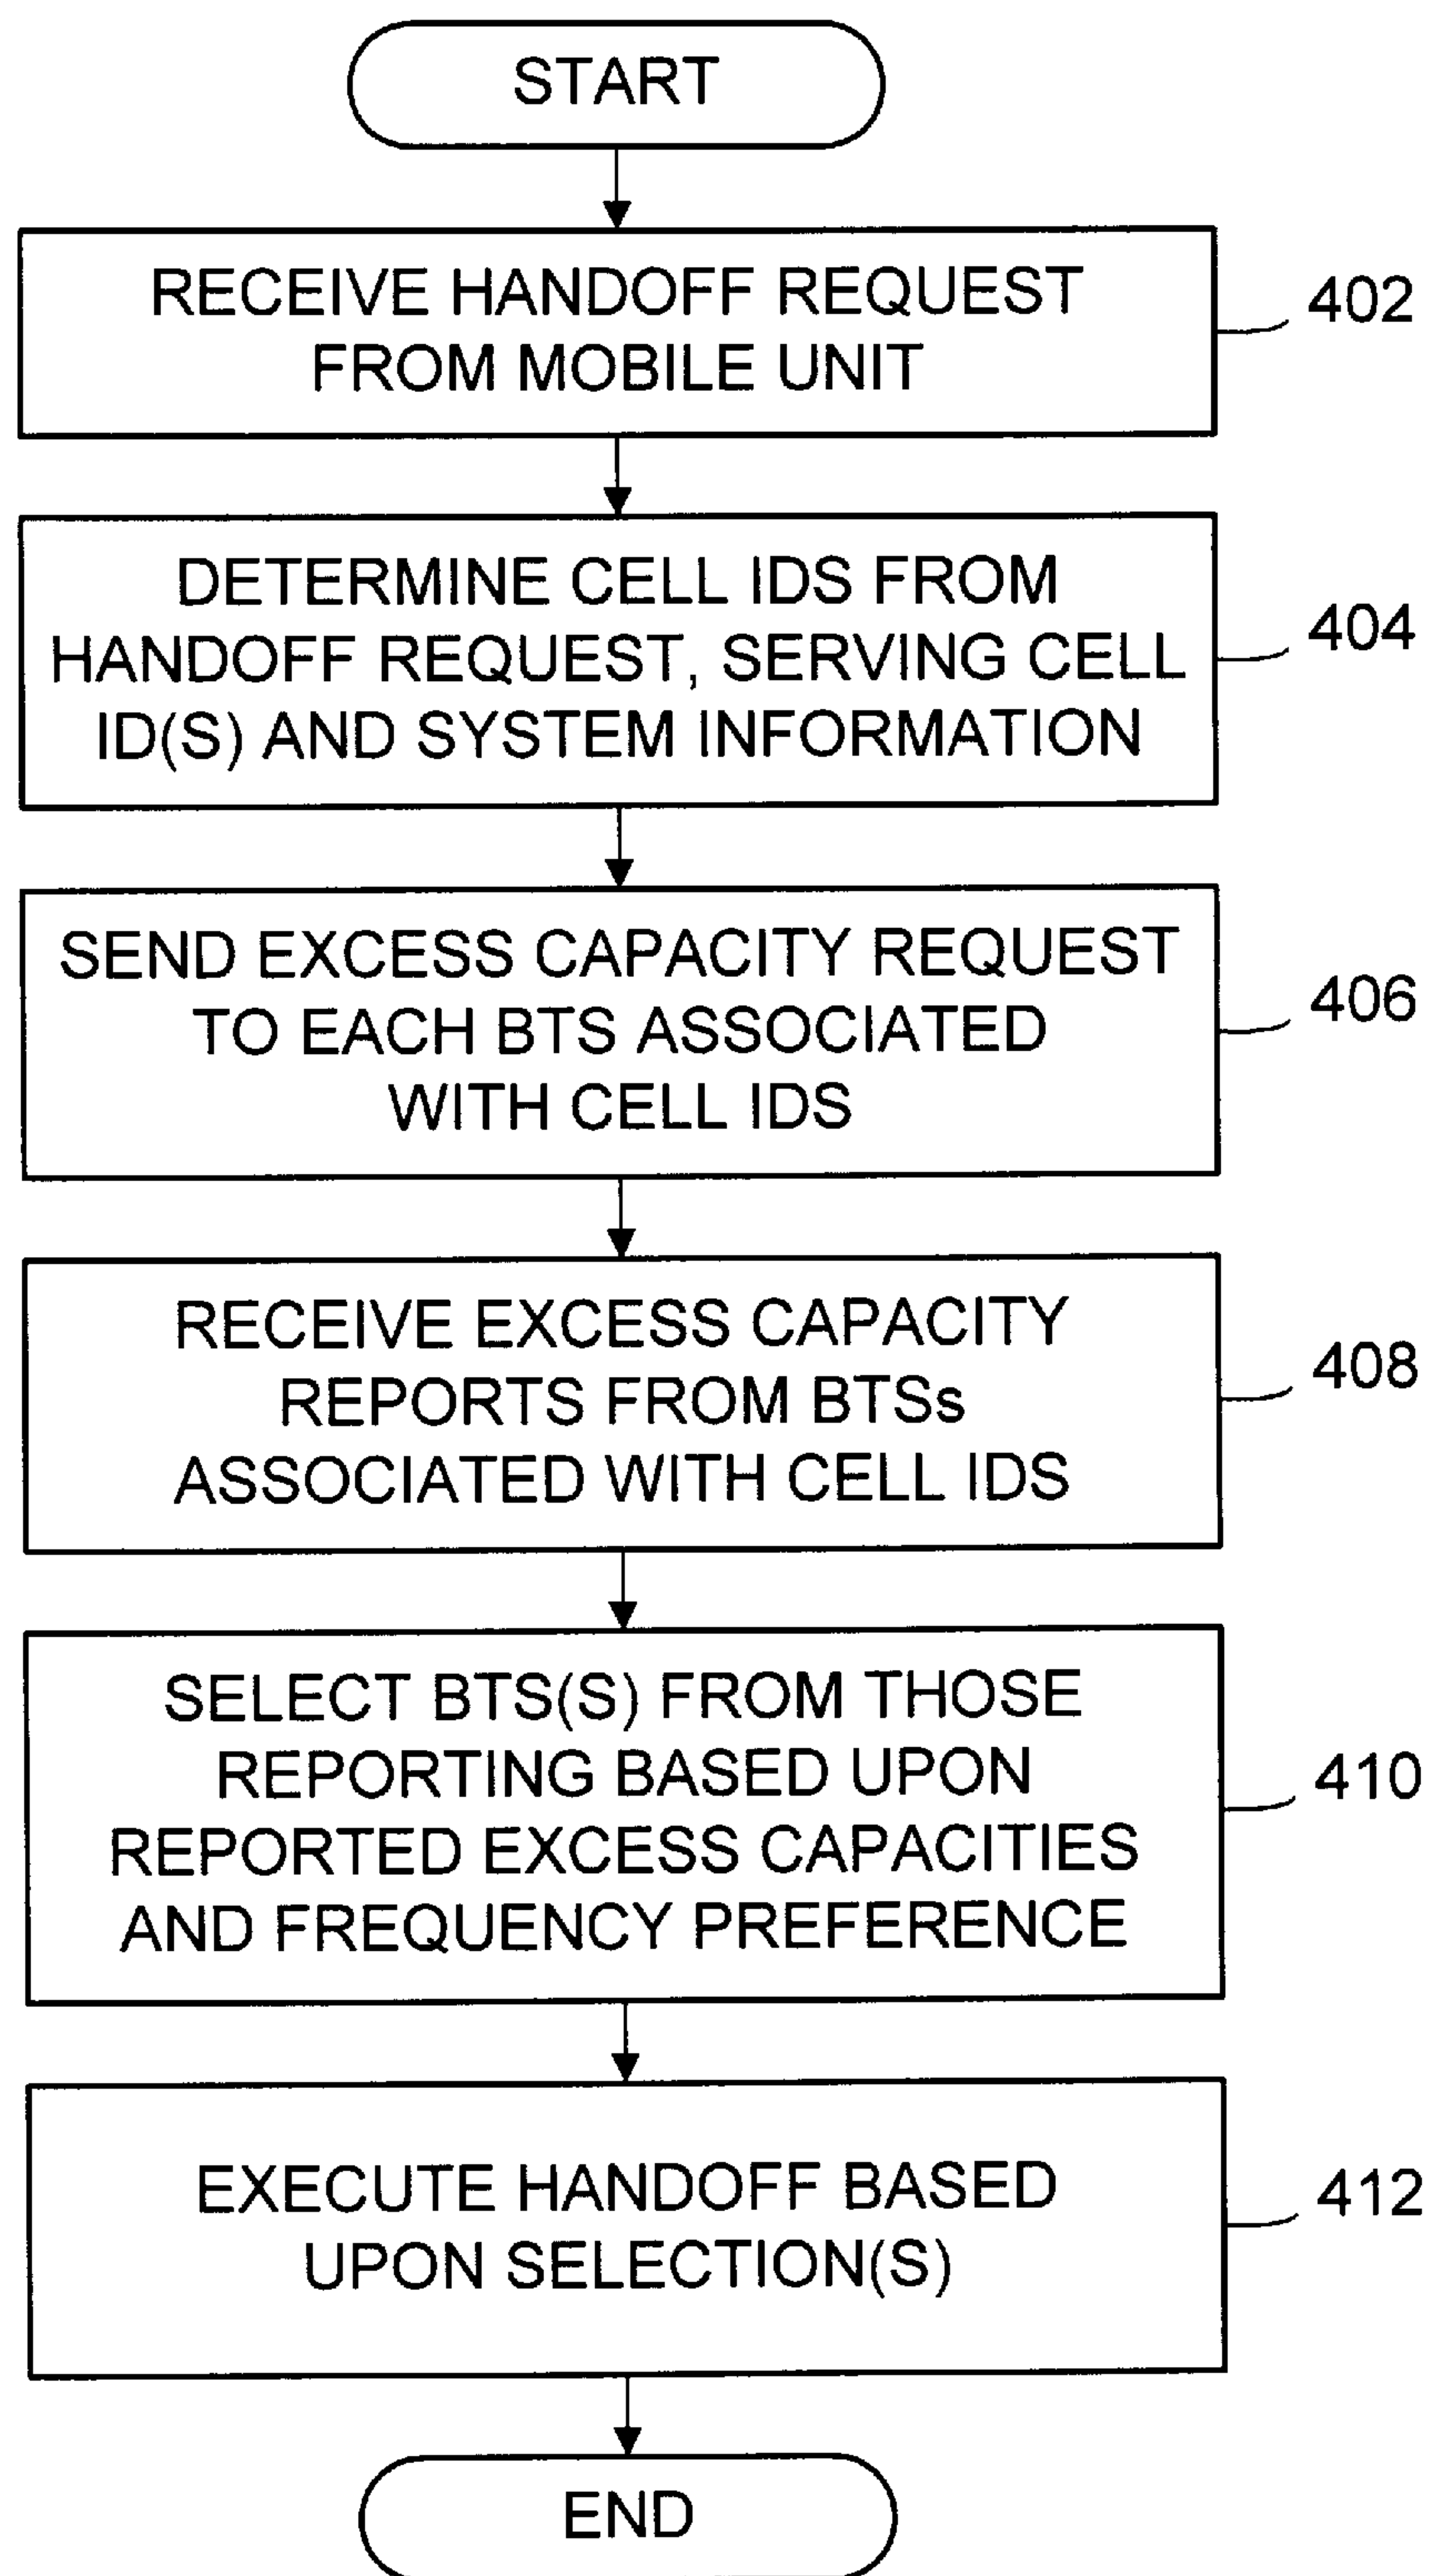 START
RECEIVE HANDOFF REQUEST
FROM MOBILE UNIT
402
DETERMINE CELL IDS FROM
HANDOFF REQUEST, SERVING CELL
ID(S) AND SYSTEM INFORMATION
404
SEND EXCESS CAPACITY REQUEST
TO EACH BTS ASSOCIATED
WITH CELL IDS
406
RECEIVE EXCESS CAPACITY
REPORTS FROM BTSs
ASSOCIATED WITH CELL IDS
408
SELECT BTS(S) FROM THOSE
REPORTING BASED UPON
REPORTED EXCESS CAPACITIES
AND FREQUENCY PREFERENCE
410
EXECUTE HANDOFF BASED
UPON SELECTION(S)
412
END